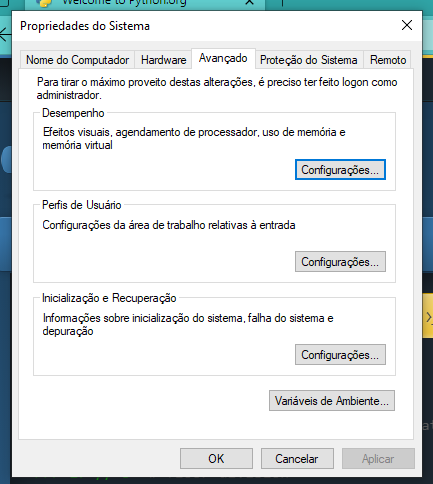 Welcome to Python.org
Propriedades do Sistema
Nome do Computador Hardware Avançado Proteção do Sistema Remoto
Para tirar o máximo proveito destas alterações, é preciso ter feito logon como
administrador.
Desempenho
Efeitos visuais, agendamento de processador, uso de memória e
memória virtual
Configurações...
Perfis de Usuário
Configurações da área de trabalho relativas à entrada
Configurações...
Inicialização e Recuperação
Informações sobre inicialização do sistema, falha do sistema e
depuração
Configurações...
Variáveis de Ambiente...
OK Cancelar Aplicar